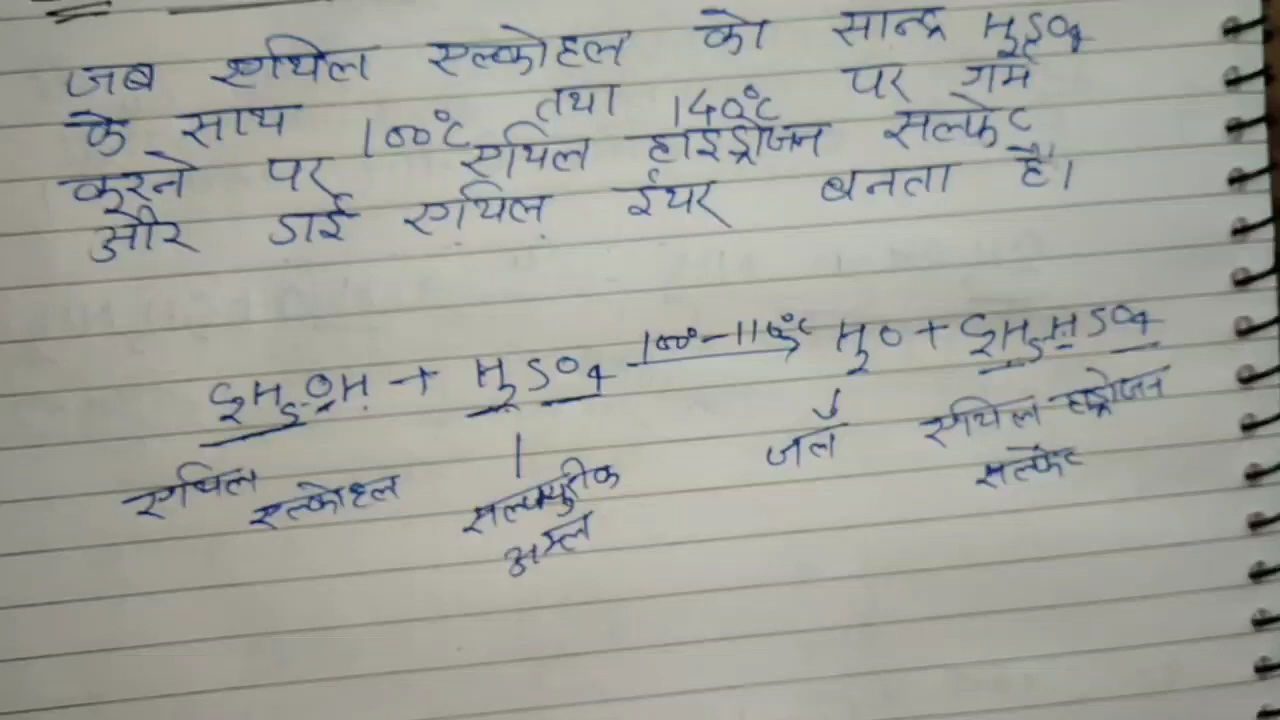 जब एथिल एल्कोहल को सान्द्र H₂SO₄
के साथ 100°C तथा 140°C पर गर्म
करने पर एथिल हाइड्रोजन सल्फेट
और डाई एथिल ईथर बनता है।
C₂H₅OH + H₂SO₄ 100°-110°C → H₂O + C₂H₅HSO₄
एथिल एल्कोहल सल्फ्युरीक अम्ल जल एथिल हाड्रोजन सल्फेट